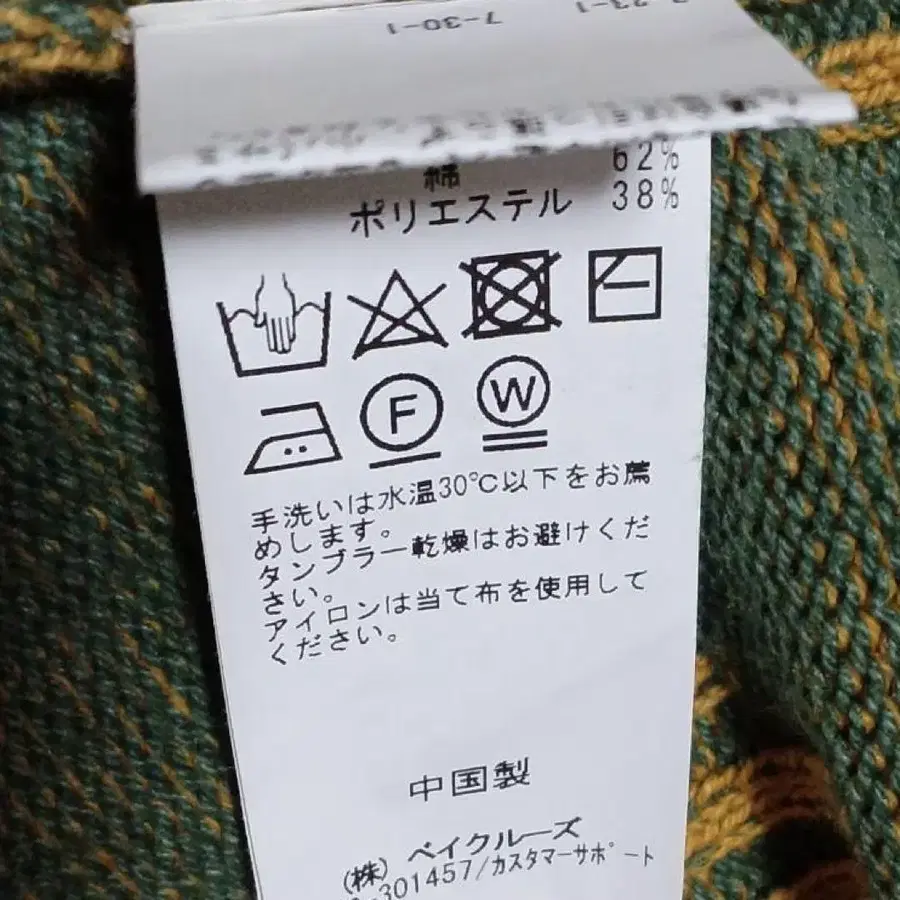 7-30-1
綿 62%
ポリエステル 38%
F
W
手洗いは水温30℃以下をお薦
めします。
タンブラー乾燥はお避けくだ
さい。
アイロンは当て布を使用して
ください。
中国製
(株) ベイクルーズ
301457/カスタマーサポート